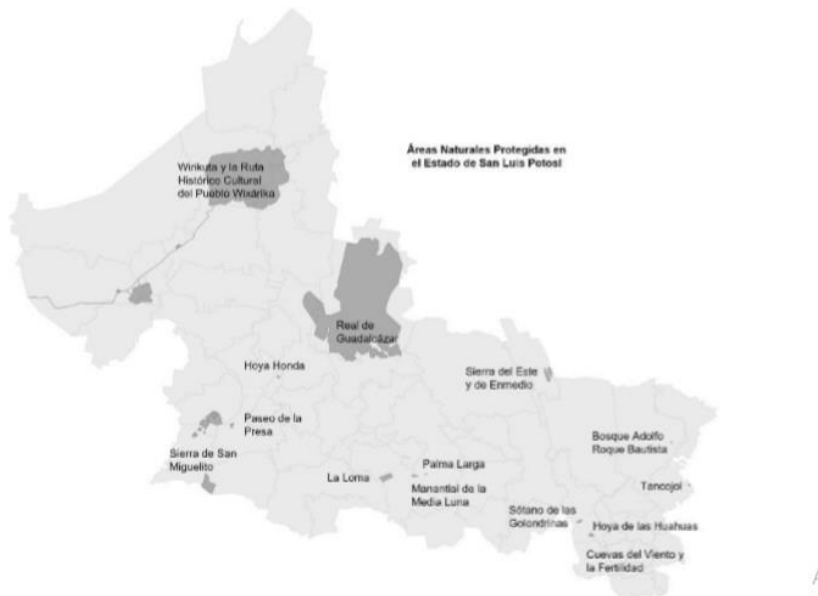 Áreas Naturales Protegidas en
el Estado de San Luis Potosí
Wirikuta y la Ruta
Histórico Cultural
del Pueblo Wixárika
Real de
Guadalcázar
Hoya Honda
Sierra del Este
y de Enmedio
Paseo de la
Presa
Bosque Adolfo
Roque Bautista
Sierra de San
Miguelito
La Loma
Palma Larga
Manantial de la
Media Luna
Tancojol
Sótano de las
Golondrinas
Hoya de las Huahuas
Cuevas del Viento y
la Fertilidad